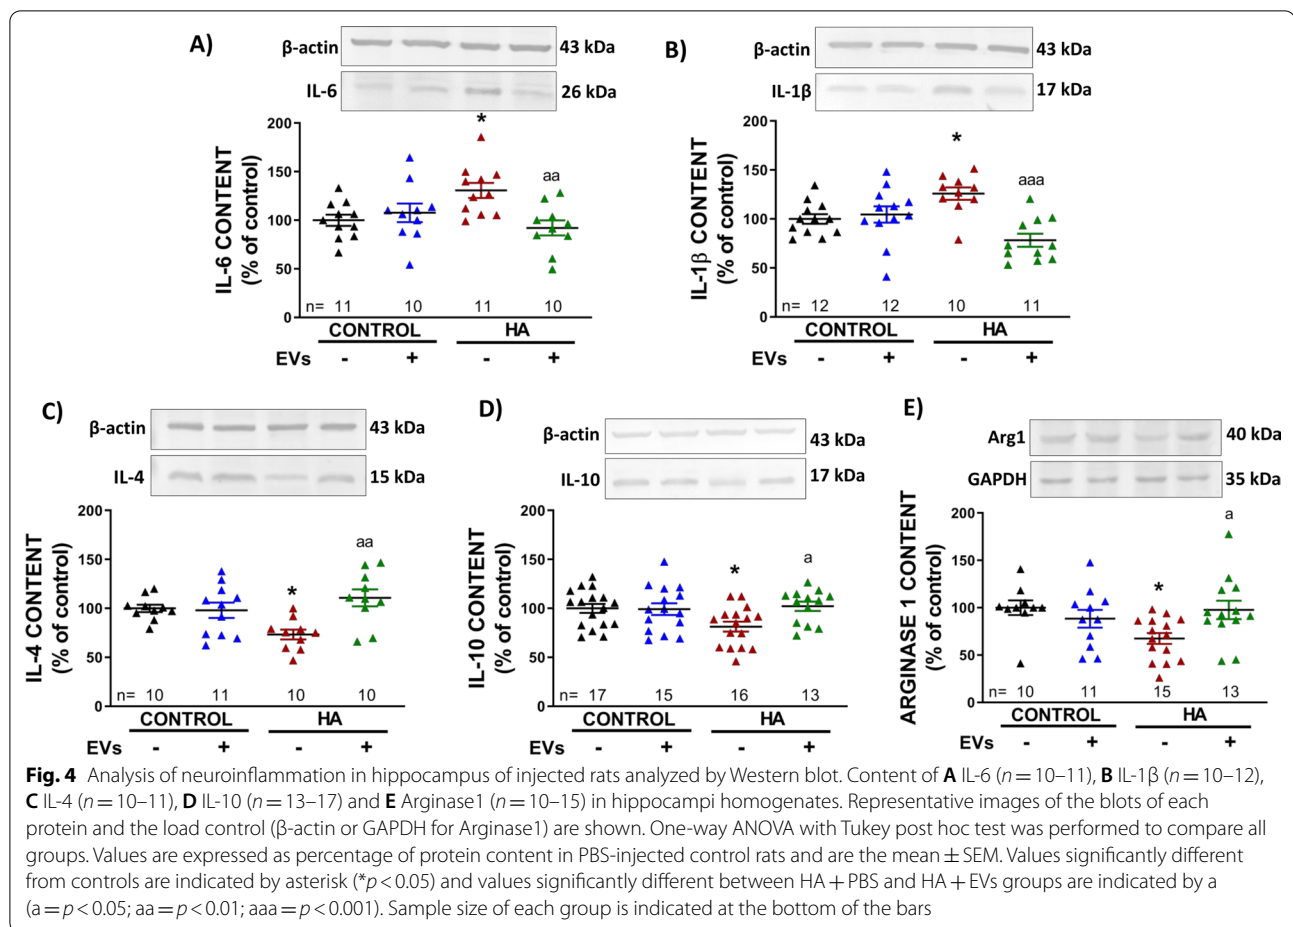 A)
β-actin
43 kDa
IL-6
26 kDa
IL-6 CONTENT
(% of control)
200
150
100
50
0
*
aa
n= 11 10 11 10
CONTROL HA
EVs - + - +
B)
β-actin
43 kDa
IL-1β
17 kDa
IL-1β CONTENT
(% of control)
200
150
100
50
0
*
aaa
n= 12 12 10 11
CONTROL HA
EVs - + - +
C)
β-actin
43 kDa
IL-4
15 kDa
IL-4 CONTENT
(% of control)
200
150
100
50
0
*
aa
n= 10 11 10 10
CONTROL HA
EVs - + - +
D)
β-actin
43 kDa
IL-10
17 kDa
IL-10 CONTENT
(% of control)
200
150
100
50
0
*
a
n= 17 15 16 13
CONTROL HA
EVs - + - +
E)
Arg1
40 kDa
GAPDH
35 kDa
ARGINASE 1 CONTENT
(% of control)
200
150
100
50
0
*
a
n= 10 11 15 13
CONTROL HA
EVs - + - +
Fig. 4 Analysis of neuroinflammation in hippocampus of injected rats analyzed by Western blot. Content of A IL-6 (n = 10–11), B IL-1β (n = 10–12),
C IL-4 (n = 10–11), D IL-10 (n = 13–17) and E Arginase1 (n = 10–15) in hippocampi homogenates. Representative images of the blots of each
protein and the load control (β-actin or GAPDH for Arginase1) are shown. One-way ANOVA with Tukey post hoc test was performed to compare all
groups. Values are expressed as percentage of protein content in PBS-injected control rats and are the mean ± SEM. Values significantly different
from controls are indicated by asterisk (*p < 0.05) and values significantly different between HA + PBS and HA + EVs groups are indicated by a
(a = p < 0.05; aa = p < 0.01; aaa = p < 0.001). Sample size of each group is indicated at the bottom of the bars